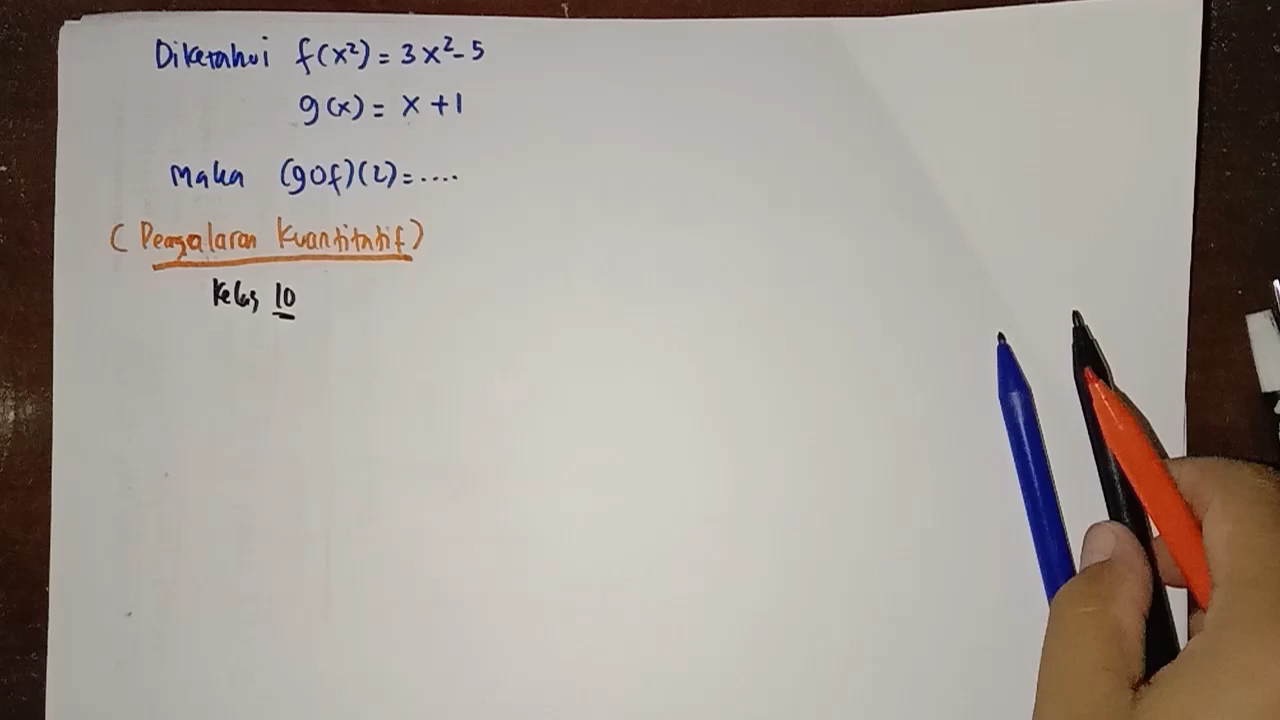 Diketahui f(x²) = 3x² - 5
g(x) = x + 1
Maka (gof)(2) = ....
(Penalaran Kuantitatif)
Kelas 10